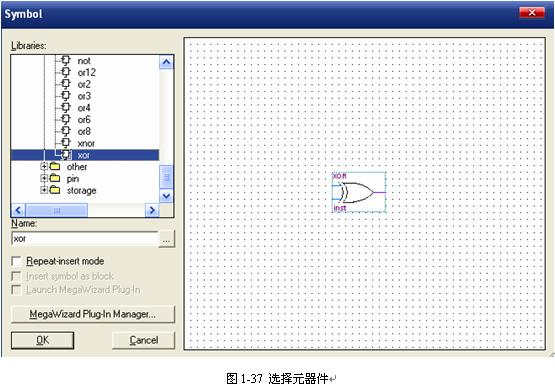 Symbol
Libraries:
not
or12
or2
or3
or4
or6
or8
xnor
xor
other
pin
storage
Name:
xor
...
Repeat-insert mode
Insert symbol as block
Launch MegaWizard Plug-In
MegaWizard Plug-In Manager...
OK
Cancel
XOR
inst
图1-37 选择元器件